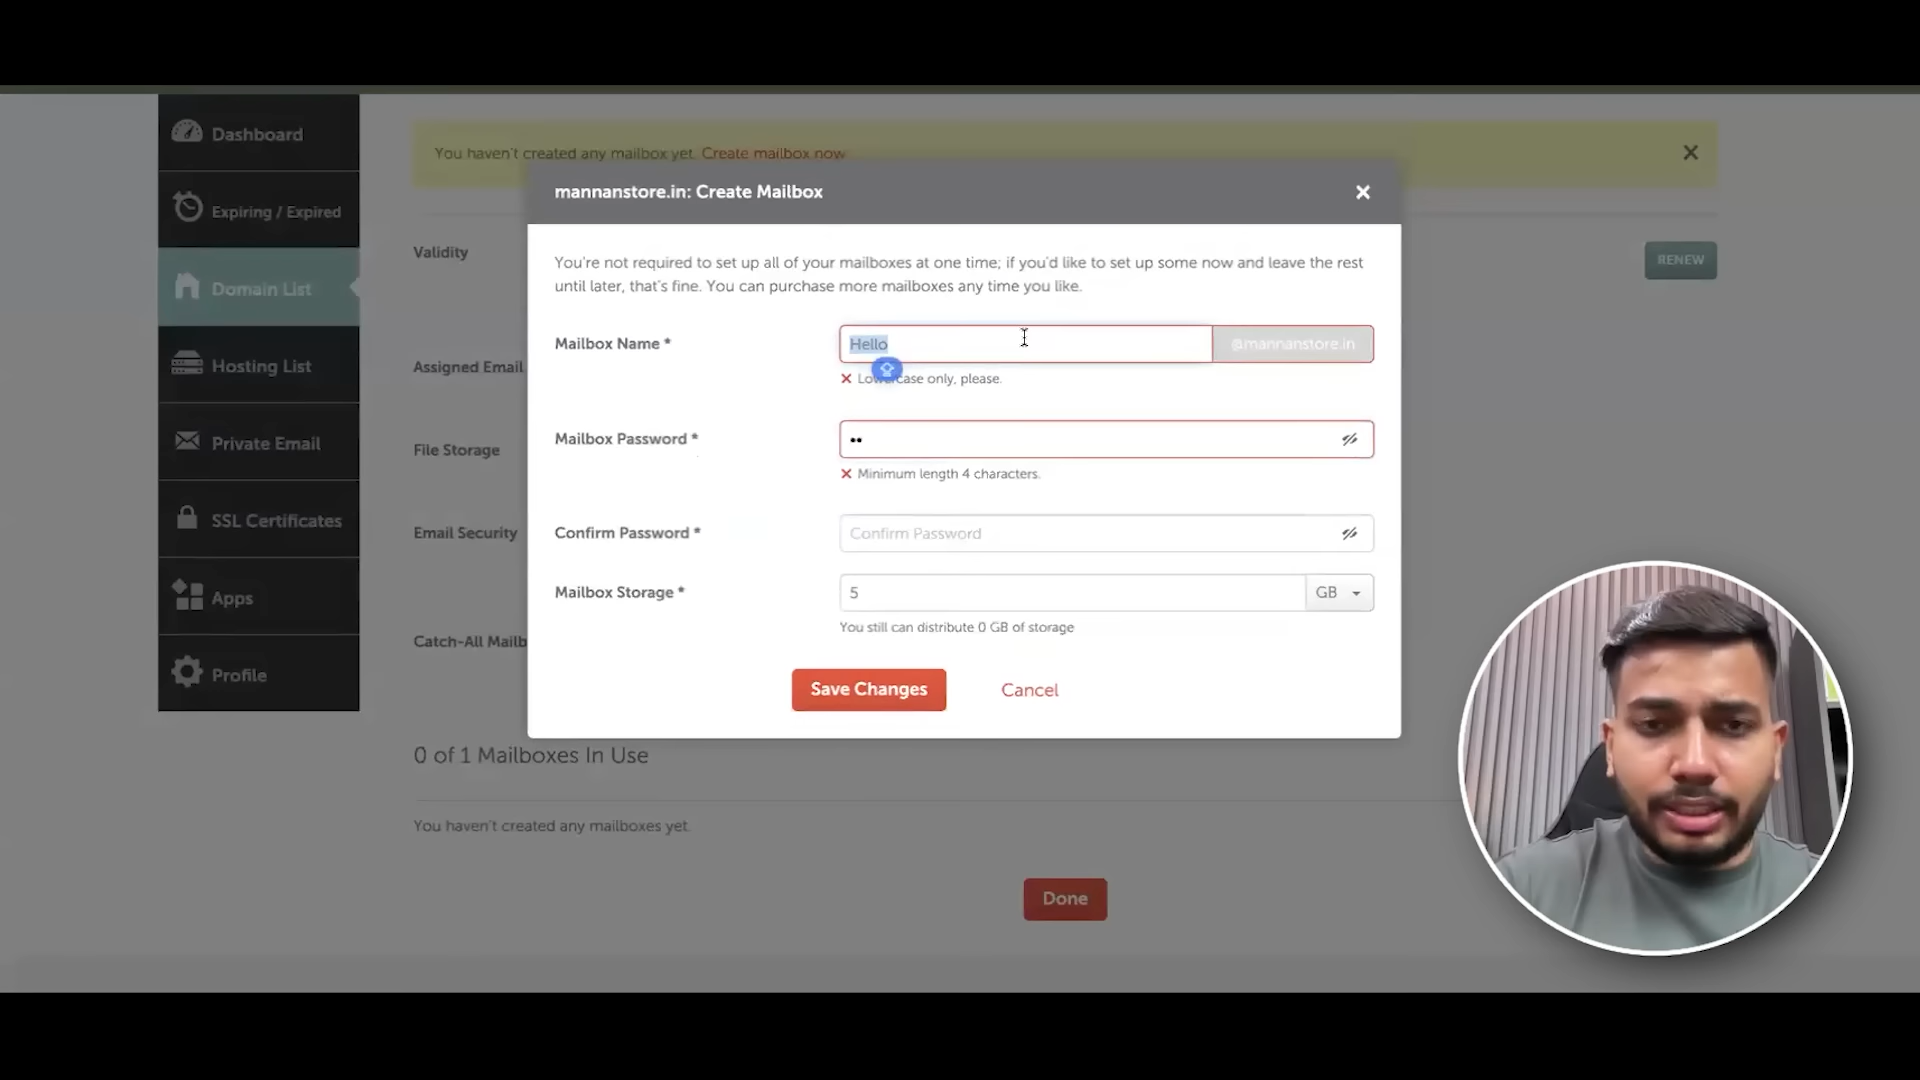 Dashboard
Expiring / Expired
Domain List
Hosting List
Private Email
SSL Certificates
Apps
Profile
You haven't created any mailbox yet. Create mailbox now
Validity
RENEW
Assigned Email
File Storage
Email Security
Catch-All Mailb
mannanstore.in: Create Mailbox
You're not required to set up all of your mailboxes at one time; if you'd like to set up some now and leave the rest
until later, that's fine. You can purchase more mailboxes any time you like.
Mailbox Name *
Hello
@mannanstore.in
Lowercase only, please.
Mailbox Password *
Minimum length 4 characters.
Confirm Password *
Confirm Password
Mailbox Storage *
5
GB
You still can distribute 0 GB of storage
Save Changes
Cancel
0 of 1 Mailboxes In Use
You haven't created any mailboxes yet.
Done